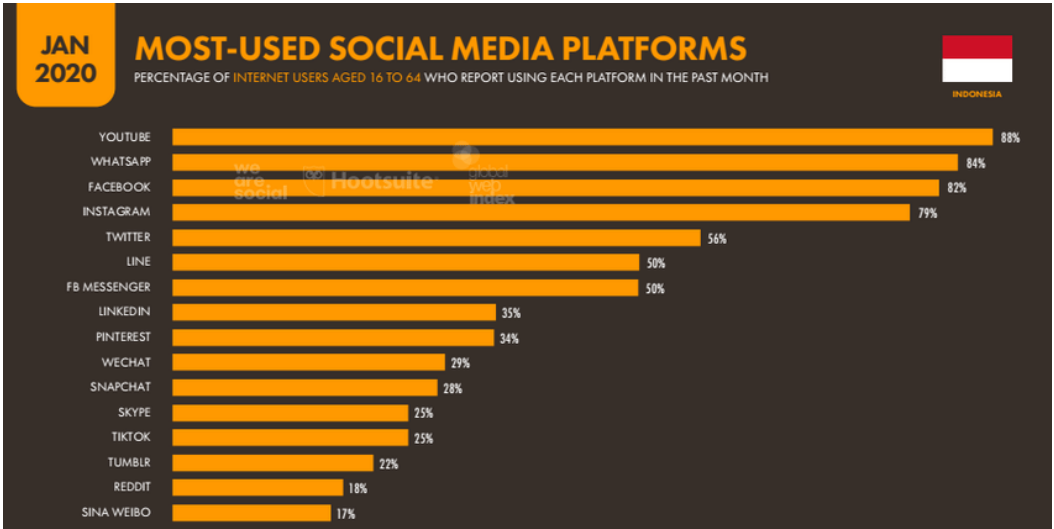 JAN
2020
MOST-USED SOCIAL MEDIA PLATFORMS
PERCENTAGE OF INTERNET USERS AGED 16 TO 64 WHO REPORT USING EACH PLATFORM IN THE PAST MONTH
INDONESIA
YOUTUBE 88%
WHATSAPP 84%
FACEBOOK 82%
INSTAGRAM 79%
TWITTER 56%
LINE 50%
FB MESSENGER 50%
LINKEDIN 35%
PINTEREST 34%
WECHAT 29%
SNAPCHAT 28%
SKYPE 25%
TIKTOK 25%
TUMBLR 22%
REDDIT 18%
SINA WEIBO 17%
we
are
social
Hootsuite
global
web
index